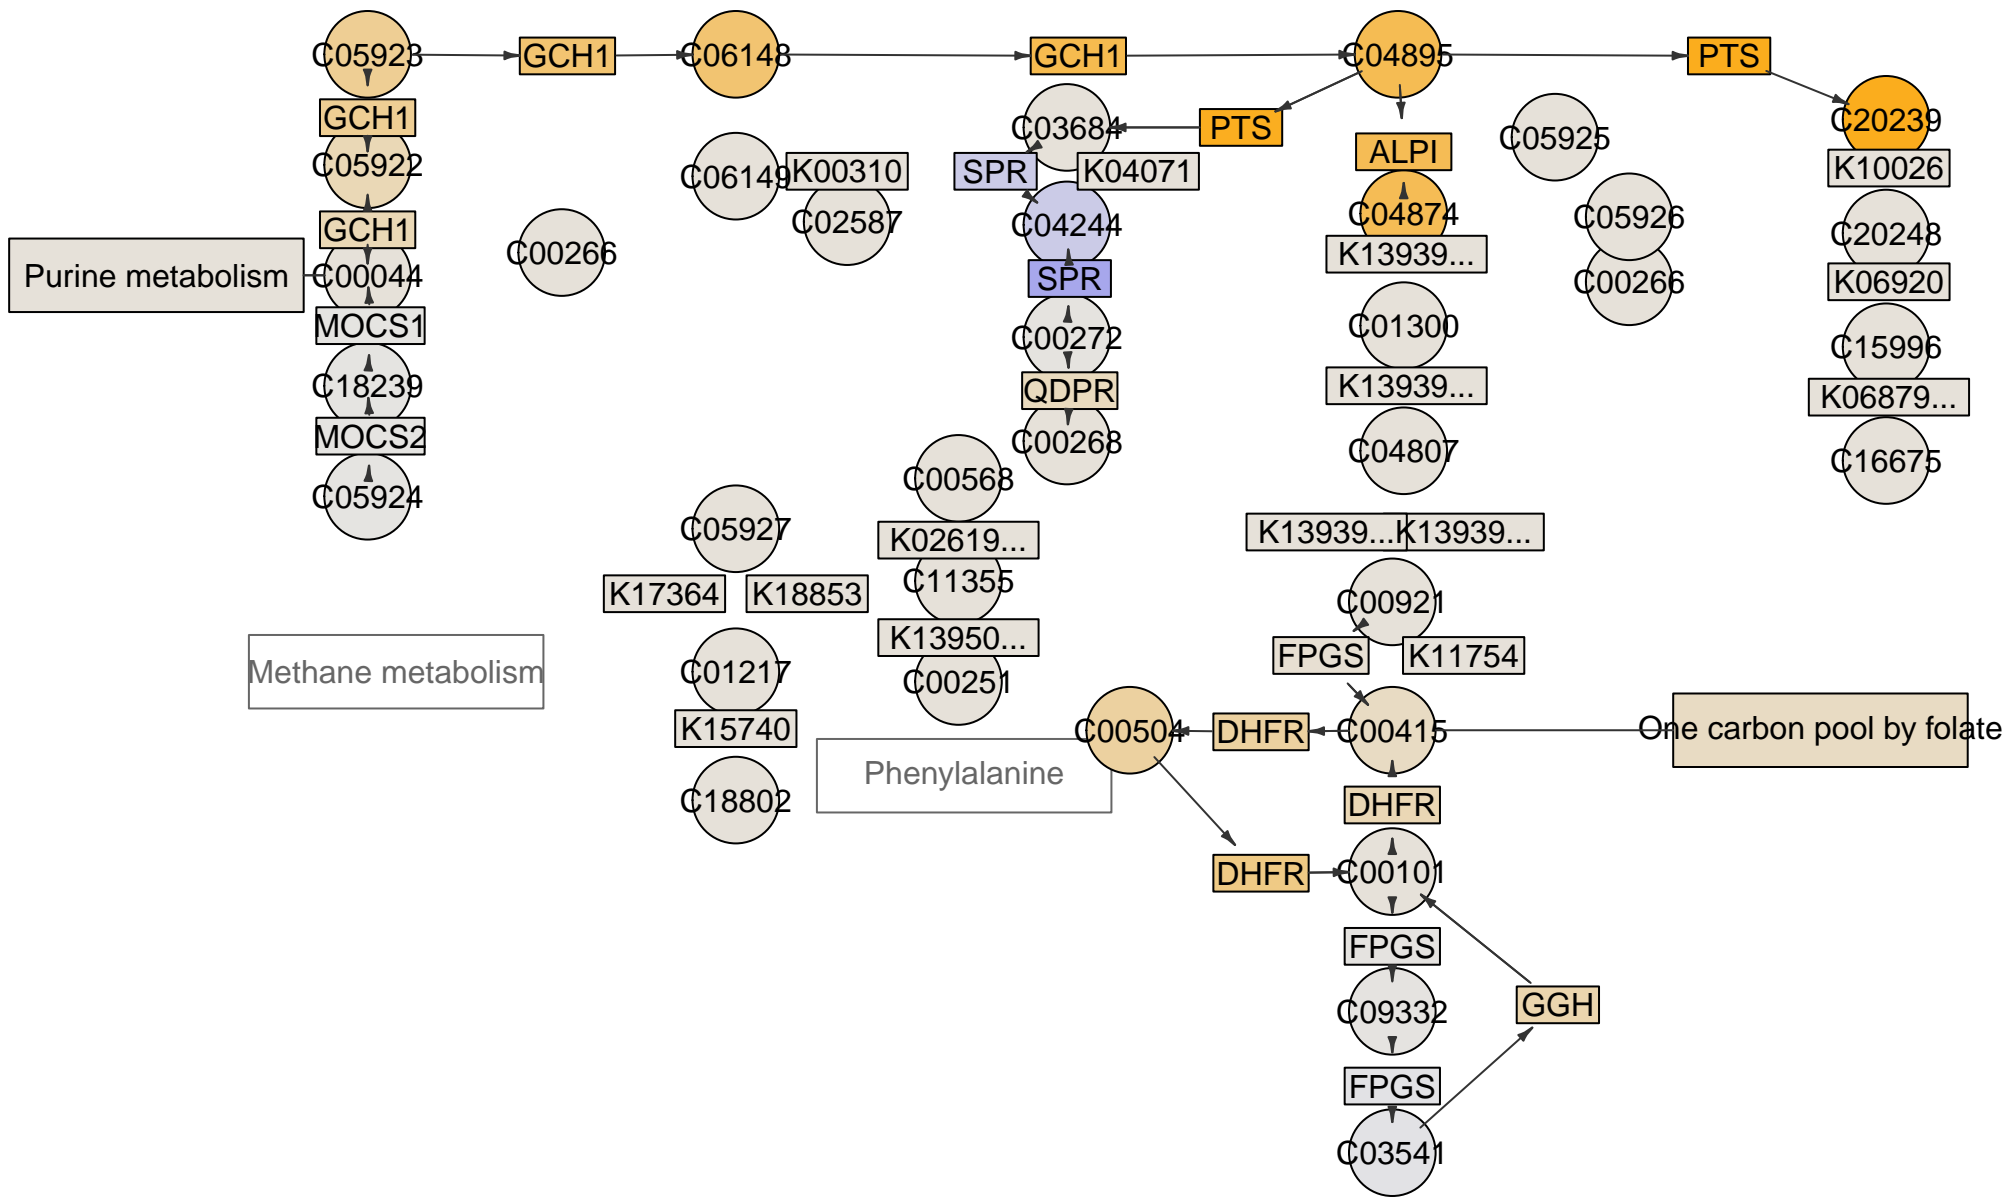 C05923
GCH1
C06148
GCH1
C04895
PTS
GCH1
C05922
GCH1
Purine metabolism
C00044
MOCS1
C18239
MOCS2
C05924
C00266
C06149
K00310
C02587
C03684
PTS
SPR
K04071
C04244
SPR
C00272
QDPR
C00268
ALPI
C04874
K13939...
C01300
K13939...
C04807
K13939...
K13939...
C05925
C05926
C00266
C20239
K10026
C20248
K06920
C15996
K06879...
C16675
C05927
K17364
K18853
C01217
K15740
C18802
C00568
K02619...
C11355
K13950...
C00251
Methane metabolism
Phenylalanine
C00921
FPGS
K11754
C00504
DHFR
C00415
One carbon pool by folate
DHFR
DHFR
C00101
FPGS
C09332
GGH
FPGS
C03541